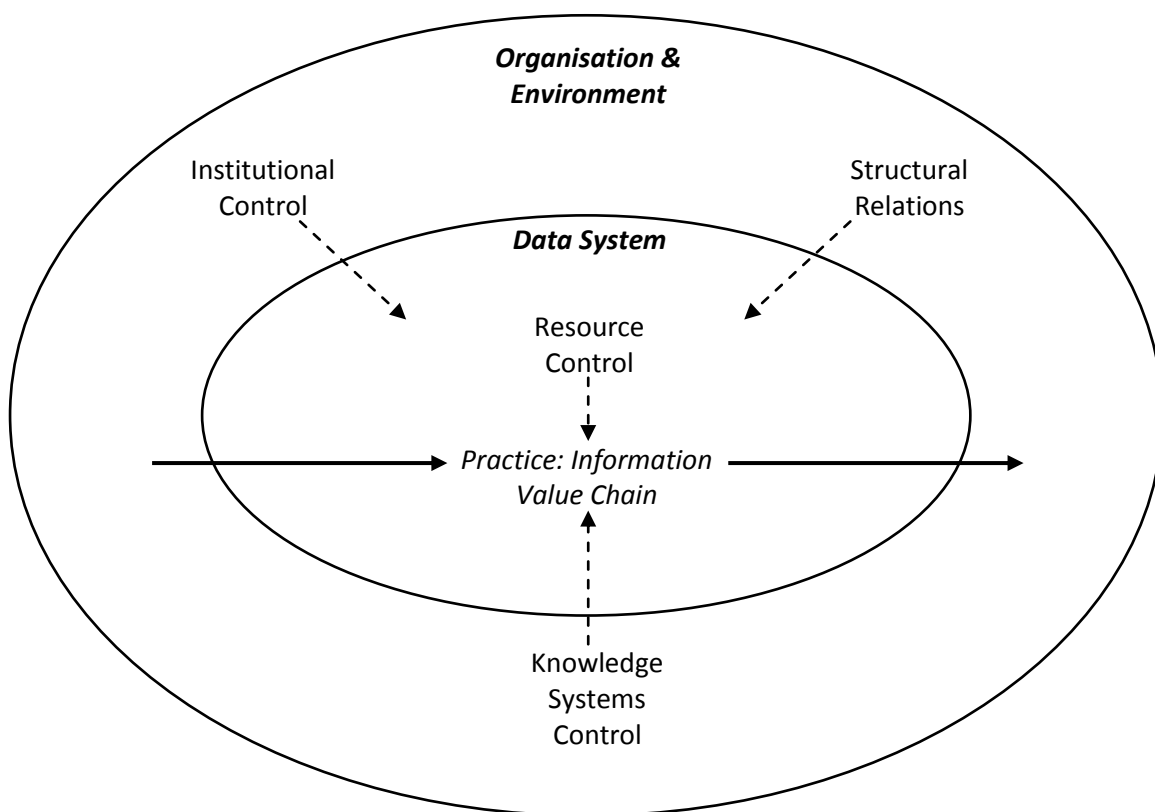 Organisation &
Environment
Institutional
Control
Structural
Relations
Data System
Resource
Control
Practice: Information
Value Chain
Knowledge
Systems
Control